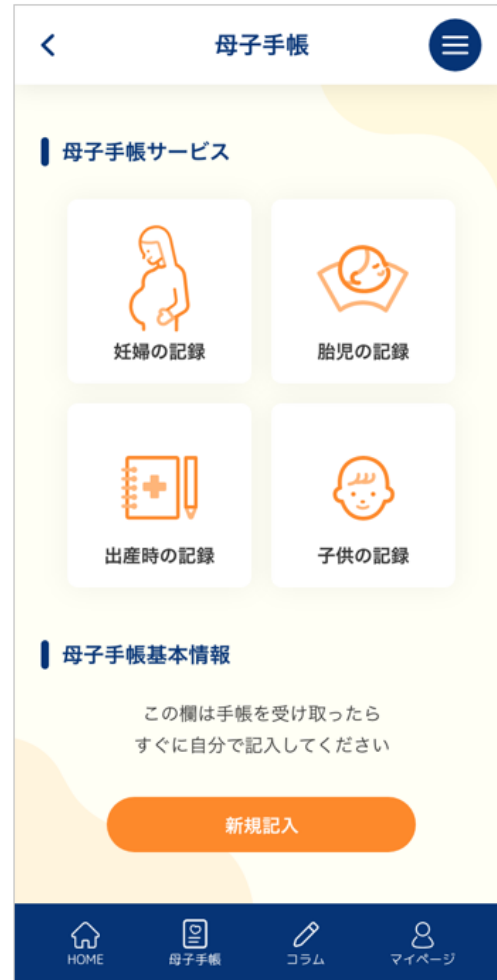 母子手帳
母子手帳サービス
妊婦の記録
胎児の記録
出産時の記録
子供の記録
母子手帳基本情報
この欄は手帳を受け取ったら
すぐに自分で記入してください
新規記入
HOME
母子手帳
コラム
マイページ